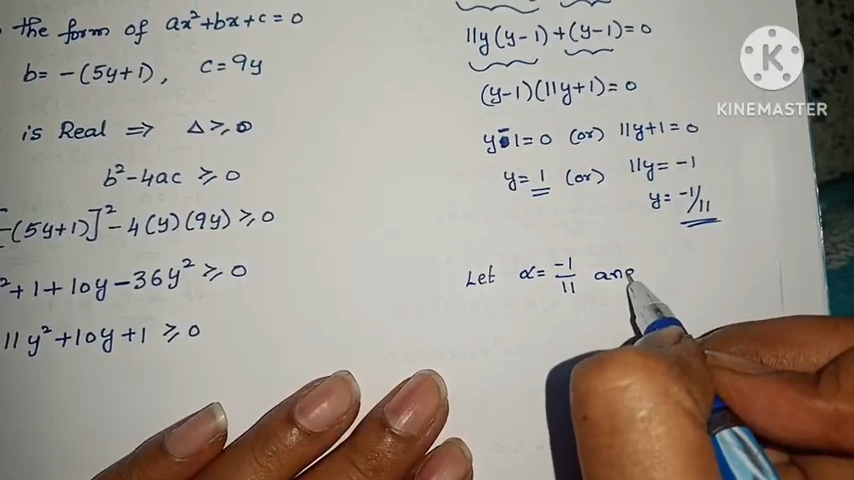 the form of ax²+bx+c=0
b= -(5y+1), c=9y
is Real ⇒ Δ≥0
b²-4ac ≥0
-(5y+1)]²-4(y)(9y)≥0
²+1+10y-36y²≥0
11y²+10y+1 ≥0
11y(y-1)+(y-1)=0
(y-1)(11y+1)=0
y-1=0 (or) 11y+1=0
y=1 (or) 11y=-1
y=-1/11
Let α=-1/11 and
KINEMASTER